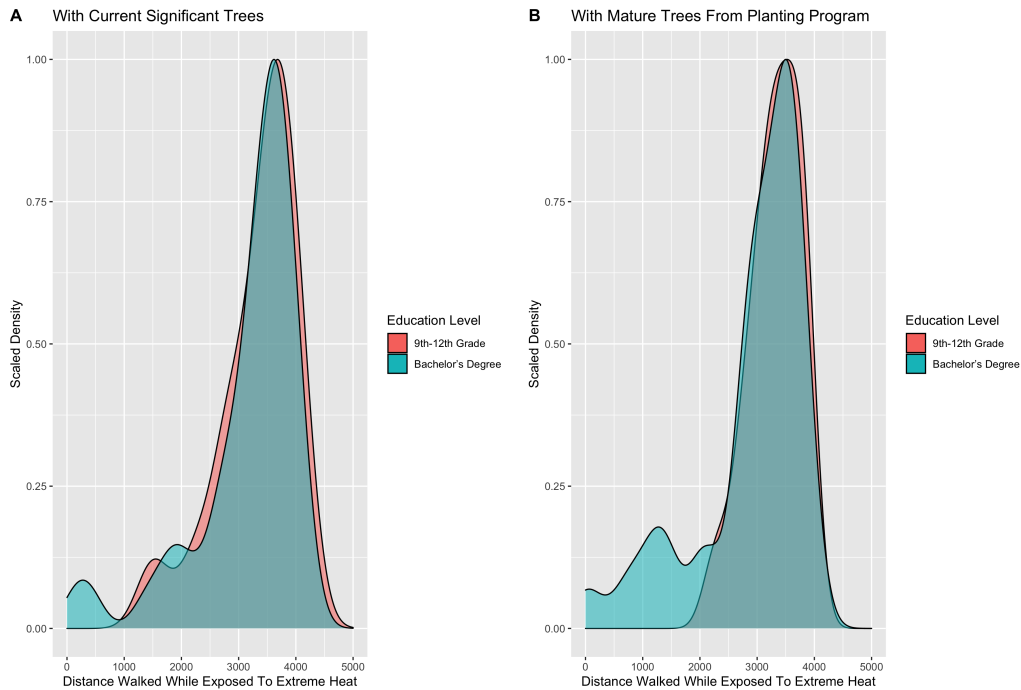 A
With Current Significant Trees
Scaled Density
1.00
0.75
0.50
0.25
0.00
0 1000 2000 3000 4000 5000
Distance Walked While Exposed To Extreme Heat
Education Level
9th-12th Grade
Bachelor's Degree
B
With Mature Trees From Planting Program
Scaled Density
1.00
0.75
0.50
0.25
0.00
0 1000 2000 3000 4000 5000
Distance Walked While Exposed To Extreme Heat
Education Level
9th-12th Grade
Bachelor's Degree